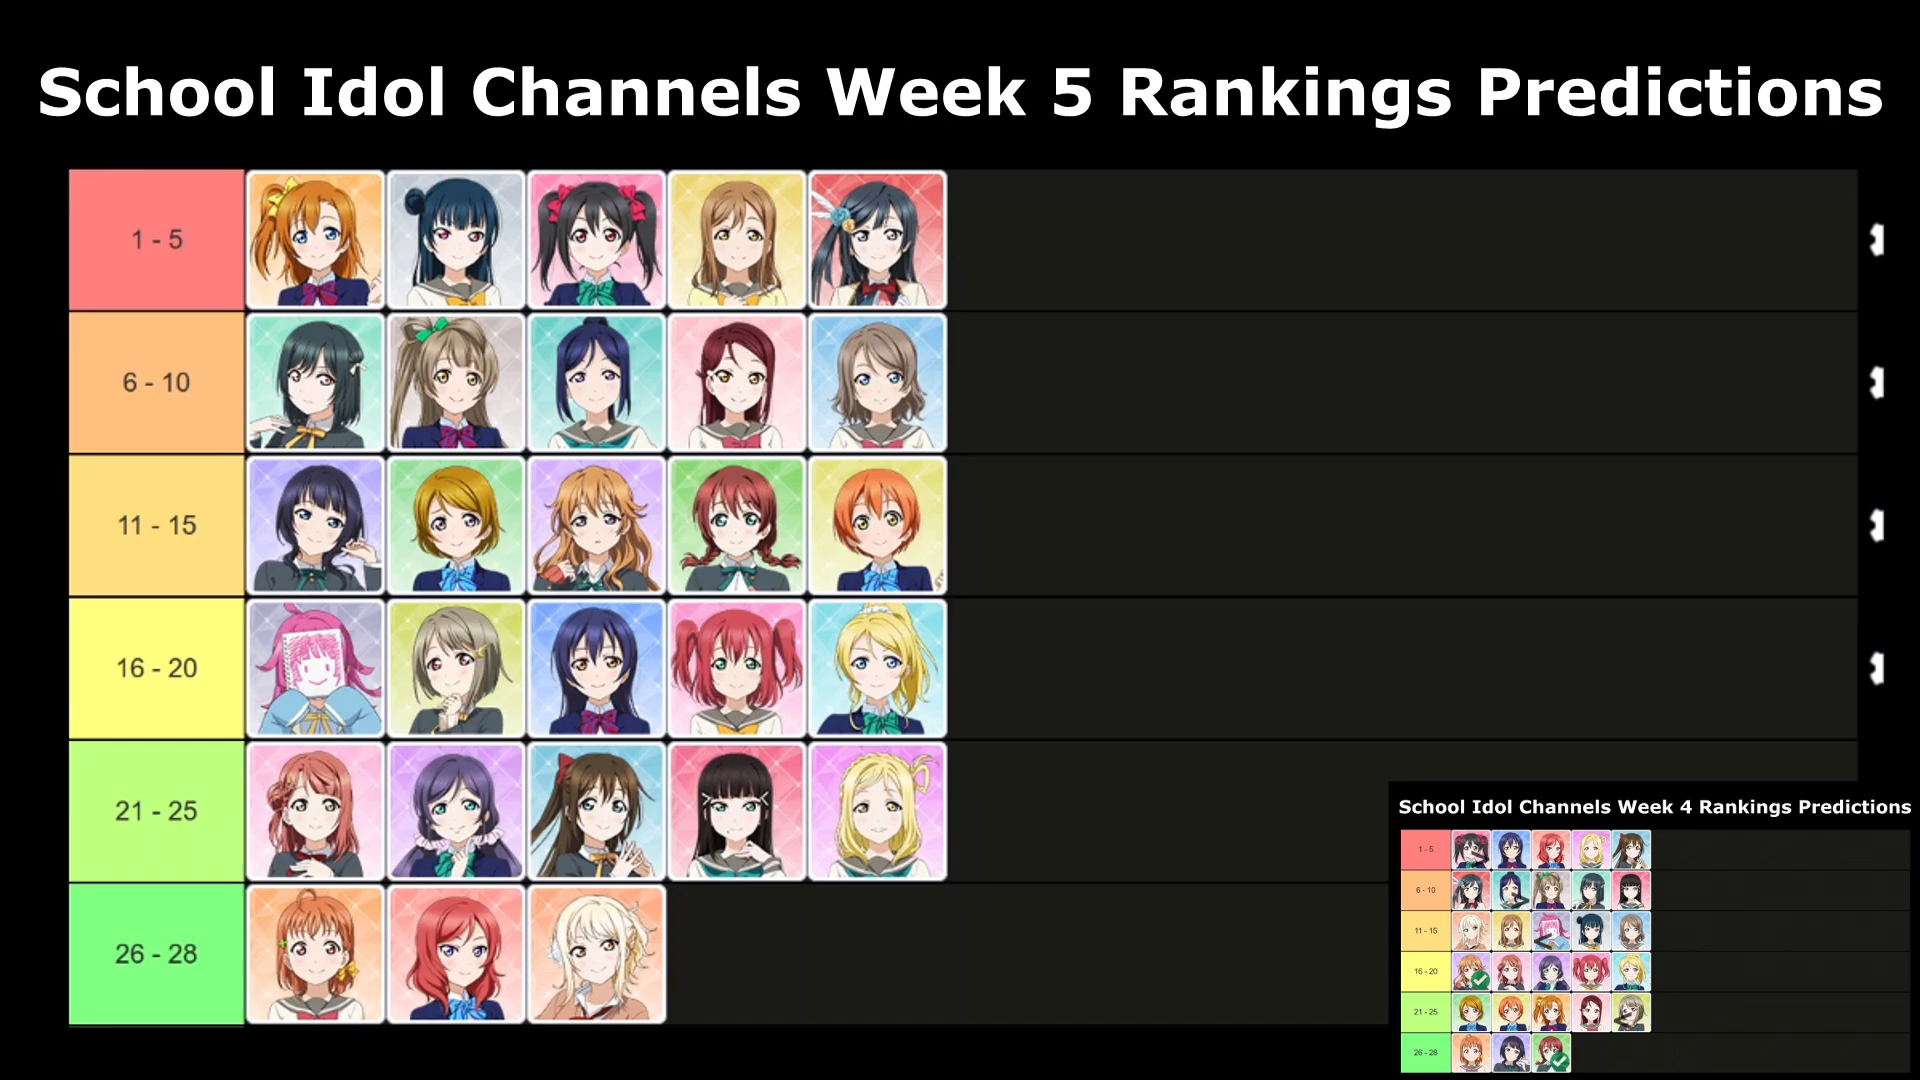 School Idol Channels Week 5 Rankings Predictions
1 - 5
6 - 10
11 - 15
16 - 20
21 - 25
26 - 28
School Idol Channels Week 4 Rankings Predictions
1 - 5
6 - 10
11 - 15
16 - 20
21 - 25
26 - 28